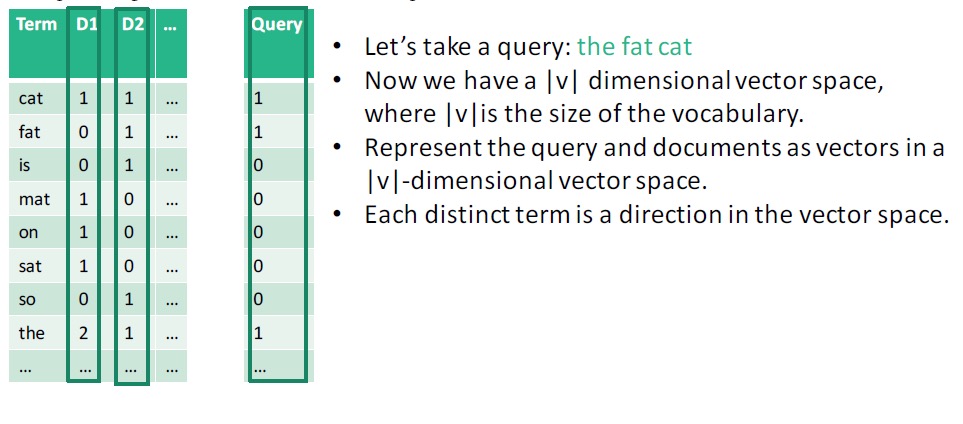 Term D1 D2 ... Query
cat 1 1 ... 1
fat 0 1 ... 1
is 0 1 ... 0
mat 1 0 ... 0
on 1 0 ... 0
sat 1 0 ... 0
so 0 1 ... 0
the 2 1 ... 1
... ... ... ... ...
• Let’s take a query: the fat cat
• Now we have a |v| dimensional vector space,
where |v|is the size of the vocabulary.
• Represent the query and documents as vectors in a
|v|-dimensional vector space.
• Each distinct term is a direction in the vector space.